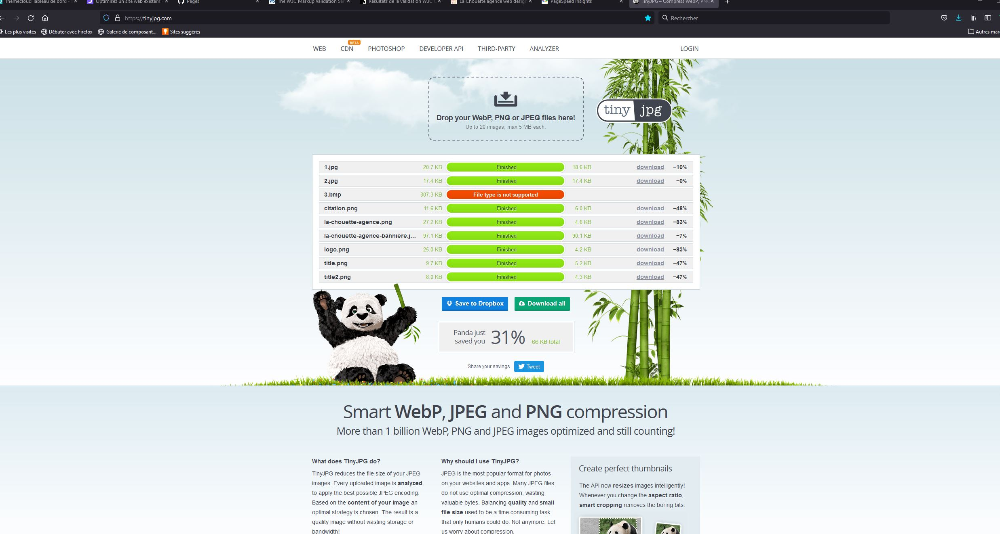 Themecloud Tableau de bord -
Optimisez un site web existant -
Pages
The W3C Markup Validation Ser
Résultats de la validation W3C C
La Chouette agence web design
PageSpeed Insights
TinyJPG – Compress WebP, PNG
https://tinyjpg.com
Rechercher
Les plus visités
Débuter avec Firefox
Galerie de composant...
Sites suggérés
Autres mar
WEB
CDN
BETA
PHOTOSHOP
DEVELOPER API
THIRD-PARTY
ANALYZER
LOGIN
Drop your WebP, PNG or JPEG files here!
Up to 20 images, max 5 MB each.
tiny jpg
1.jpg 20.7 KB Finished 18.6 KB download −10%
2.jpg 17.4 KB Finished 17.4 KB download −0%
3.bmp 307.3 KB File type is not supported
citation.png 11.6 KB Finished 6.0 KB download −48%
la-chouette-agence.png 27.2 KB Finished 4.6 KB download −83%
la-chouette-agence-banniere.j... 97.1 KB Finished 90.1 KB download −7%
logo.png 25.0 KB Finished 4.2 KB download −83%
title.png 9.7 KB Finished 5.2 KB download −47%
title2.png 8.0 KB Finished 4.3 KB download −47%
Save to Dropbox
Download all
Panda just
saved you
31%
66 KB total
Share your savings
Tweet
Smart WebP, JPEG and PNG compression
More than 1 billion WebP, PNG and JPEG images optimized and still counting!
What does TinyJPG do?
TinyJPG reduces the file size of your JPEG
images. Every uploaded image is analyzed
to apply the best possible JPEG encoding.
Based on the content of your image an
optimal strategy is chosen. The result is a
quality image without wasting storage or
bandwidth!
Why should I use TinyJPG?
JPEG is the most popular format for photos
on your websites and apps. Many JPEG files
do not use optimal compression, wasting
valuable bytes. Balancing quality and small
file size used to be a time consuming task
that only humans could do. Not anymore. Let
us worry about compression.
Create perfect thumbnails
The API now resizes images intelligently!
Whenever you change the aspect ratio,
smart cropping removes the boring bits.